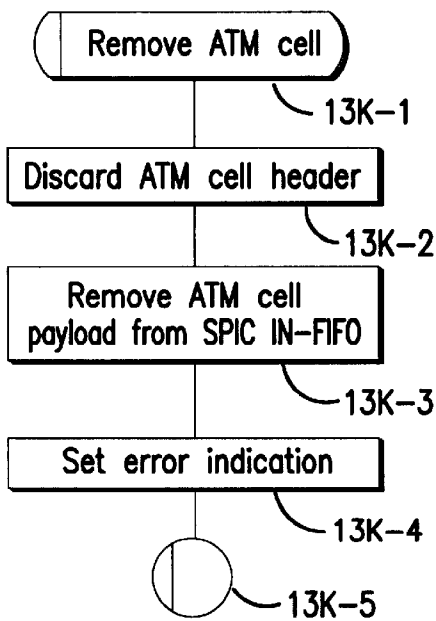 Remove ATM cell
13K-1
Discard ATM cell header
13K-2
Remove ATM cell
payload from SPIC IN-FIFO
13K-3
Set error indication
13K-4
13K-5